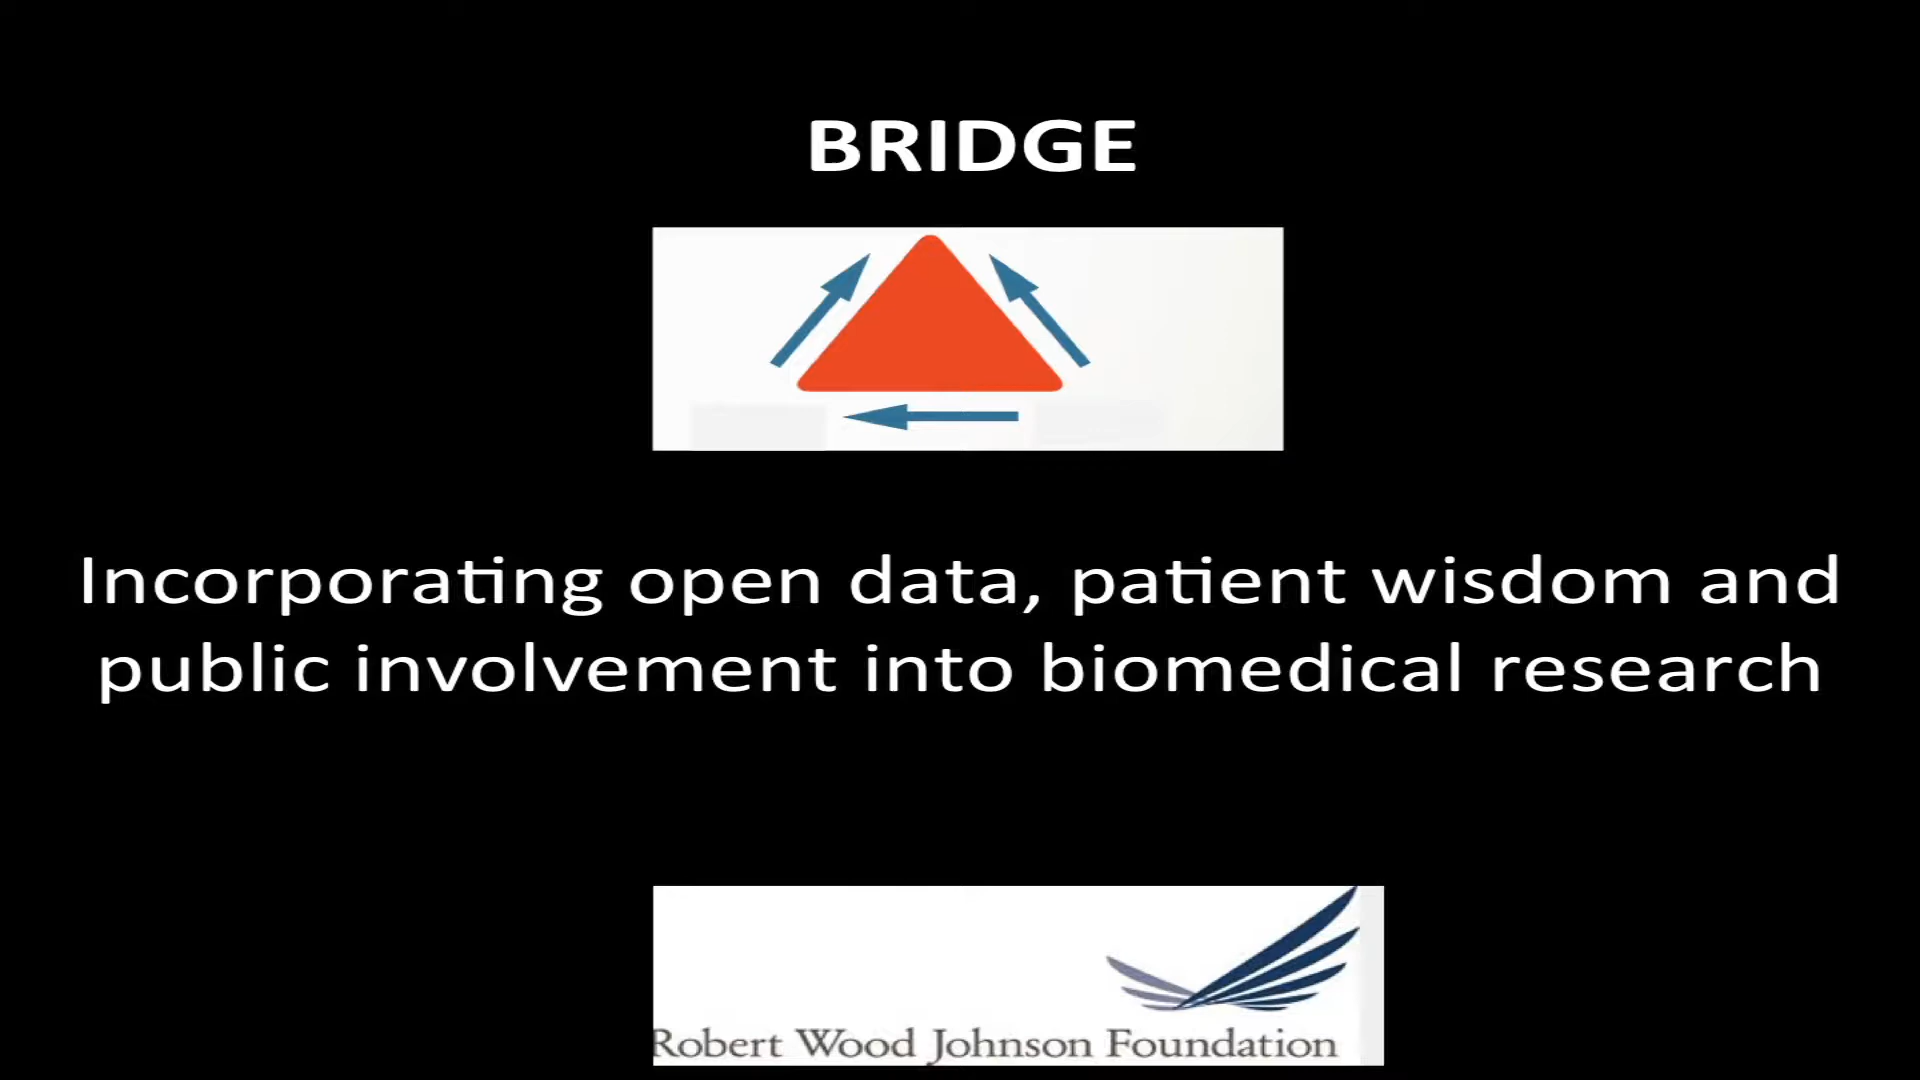 BRIDGE
Incorporating open data, patient wisdom and
public involvement into biomedical research
Robert Wood Johnson Foundation